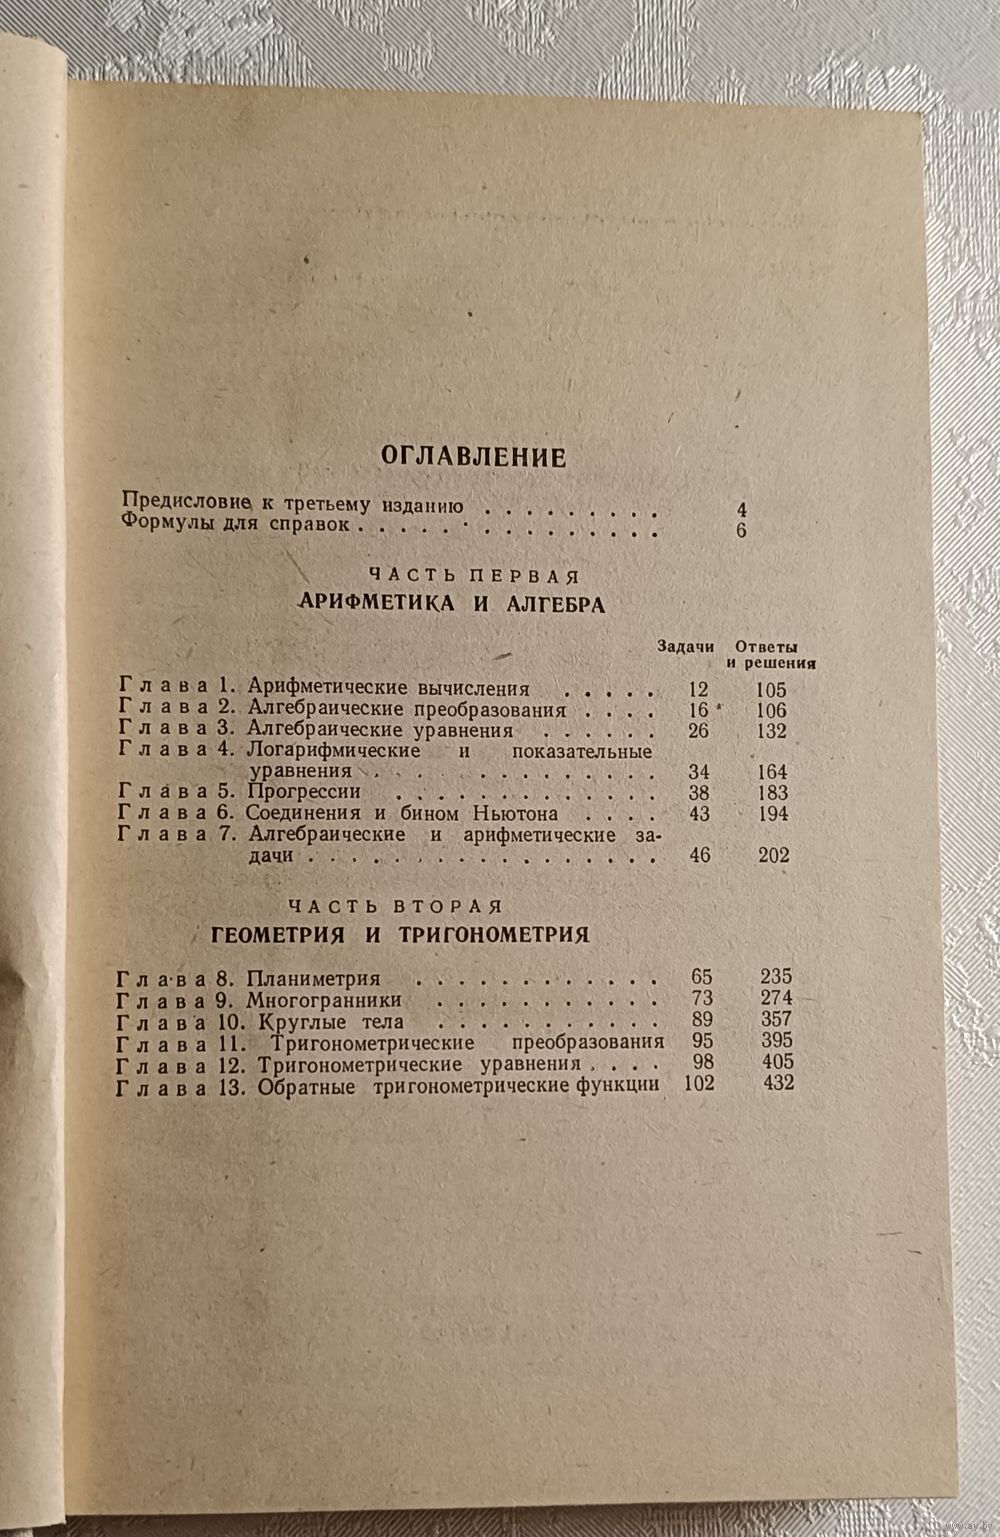 ОГЛАВЛЕНИЕ
Предисловие к третьему изданию . . . . . . . . . 4
Формулы для справок . . . . . . . . . . . . . . 6
ЧАСТЬ ПЕРВАЯ
АРИФМЕТИКА И АЛГЕБРА
Задачи Ответы
и решения
Глава 1. Арифметические вычисления . . . . . 12 105
Глава 2. Алгебраические преобразования . . . . 16 106
Глава 3. Алгебраические уравнения . . . . . . 26 132
Глава 4. Логарифмические и показательные
уравнения . . . . . . . . . . . . 34 164
Глава 5. Прогрессии . . . . . . . . . . . . . 38 183
Глава 6. Соединения и бином Ньютона . . . . 43 194
Глава 7. Алгебраические и арифметические за-
дачи . . . . . . . . . . . . . . . . . 46 202
ЧАСТЬ ВТОРАЯ
ГЕОМЕТРИЯ И ТРИГОНОМЕТРИЯ
Глава 8. Планиметрия . . . . . . . . . . . . 65 235
Глава 9. Многогранники . . . . . . . . . . . 73 274
Глава 10. Круглые тела . . . . . . . . . . . 89 357
Глава 11. Тригонометрические преобразования 95 395
Глава 12. Тригонометрические уравнения . . . . 98 405
Глава 13. Обратные тригонометрические функции 102 432
www.ay.by